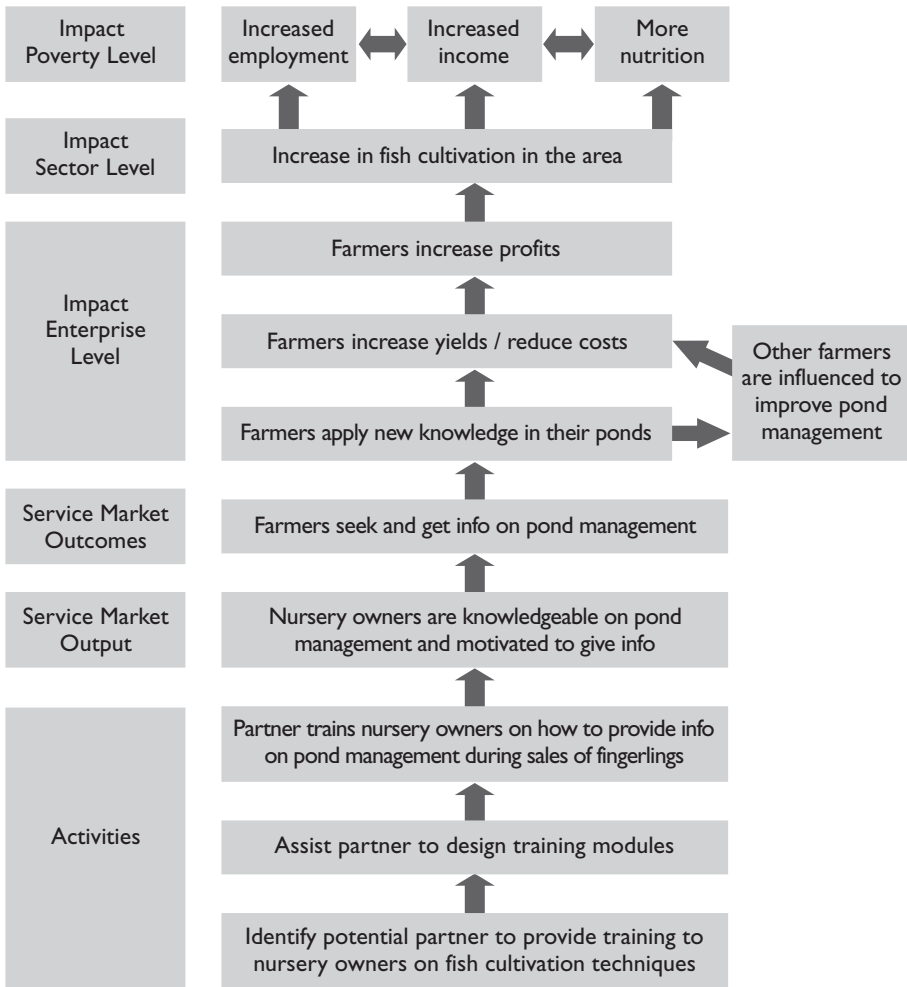 Impact
Poverty Level
Increased
employment
Increased
income
More
nutrition
Impact
Sector Level
Increase in fish cultivation in the area
Impact
Enterprise
Level
Farmers increase profits
Farmers increase yields / reduce costs
Other farmers
are influenced to
improve pond
management
Farmers apply new knowledge in their ponds
Service Market
Outcomes
Farmers seek and get info on pond management
Service Market
Output
Nursery owners are knowledgeable on pond
management and motivated to give info
Activities
Partner trains nursery owners on how to provide info
on pond management during sales of fingerlings
Assist partner to design training modules
Identify potential partner to provide training to
nursery owners on fish cultivation techniques